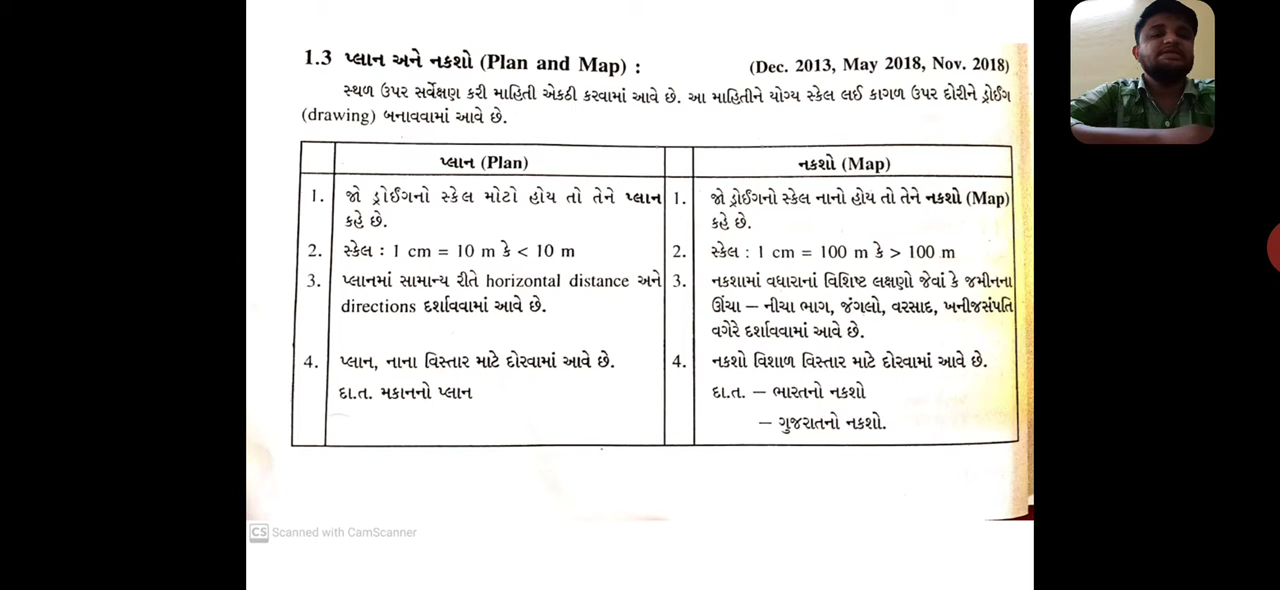 1.3 પ્લાન અને નકશો (Plan and Map) : (Dec. 2013, May 2018, Nov. 2018)
સ્થળ ઉપર સર્વેક્ષણ કરી માહિતી એકઠી કરવામાં આવે છે. આ માહિતીને યોગ્ય સ્કેલ લઈ કાગળ ઉપર દોરીને ડ્રોઈંગ
(drawing) બનાવવામાં આવે છે.
પ્લાન (Plan)
1. જો ડ્રોઈંગનો સ્કેલ મોટો હોય તો તેને પ્લાન
કહે છે.
2. સ્કેલ : 1 cm = 10 m કે < 10 m
3. પ્લાનમાં સામાન્ય રીતે horizontal distance અને
directions દર્શાવવામાં આવે છે.
4. પ્લાન, નાના વિસ્તાર માટે દોરવામાં આવે છે.
દા.ત. મકાનનો પ્લાન
નકશો (Map)
1. જો ડ્રોઈંગનો સ્કેલ નાનો હોય તો તેને નકશો (Map)
કહે છે.
2. સ્કેલ : 1 cm = 100 m કે > 100 m
3. નકશામાં વધારાનાં વિશિષ્ટ લક્ષણો જેવાં કે જમીનના
ઊંચા – નીચા ભાગ, જંગલો, વરસાદ, ખનીજસંપતિ
વગેરે દર્શાવવામાં આવે છે.
4. નકશો વિશાળ વિસ્તાર માટે દોરવામાં આવે છે.
દા.ત. – ભારતનો નકશો
– ગુજરાતનો નકશો.
CS Scanned with CamScanner